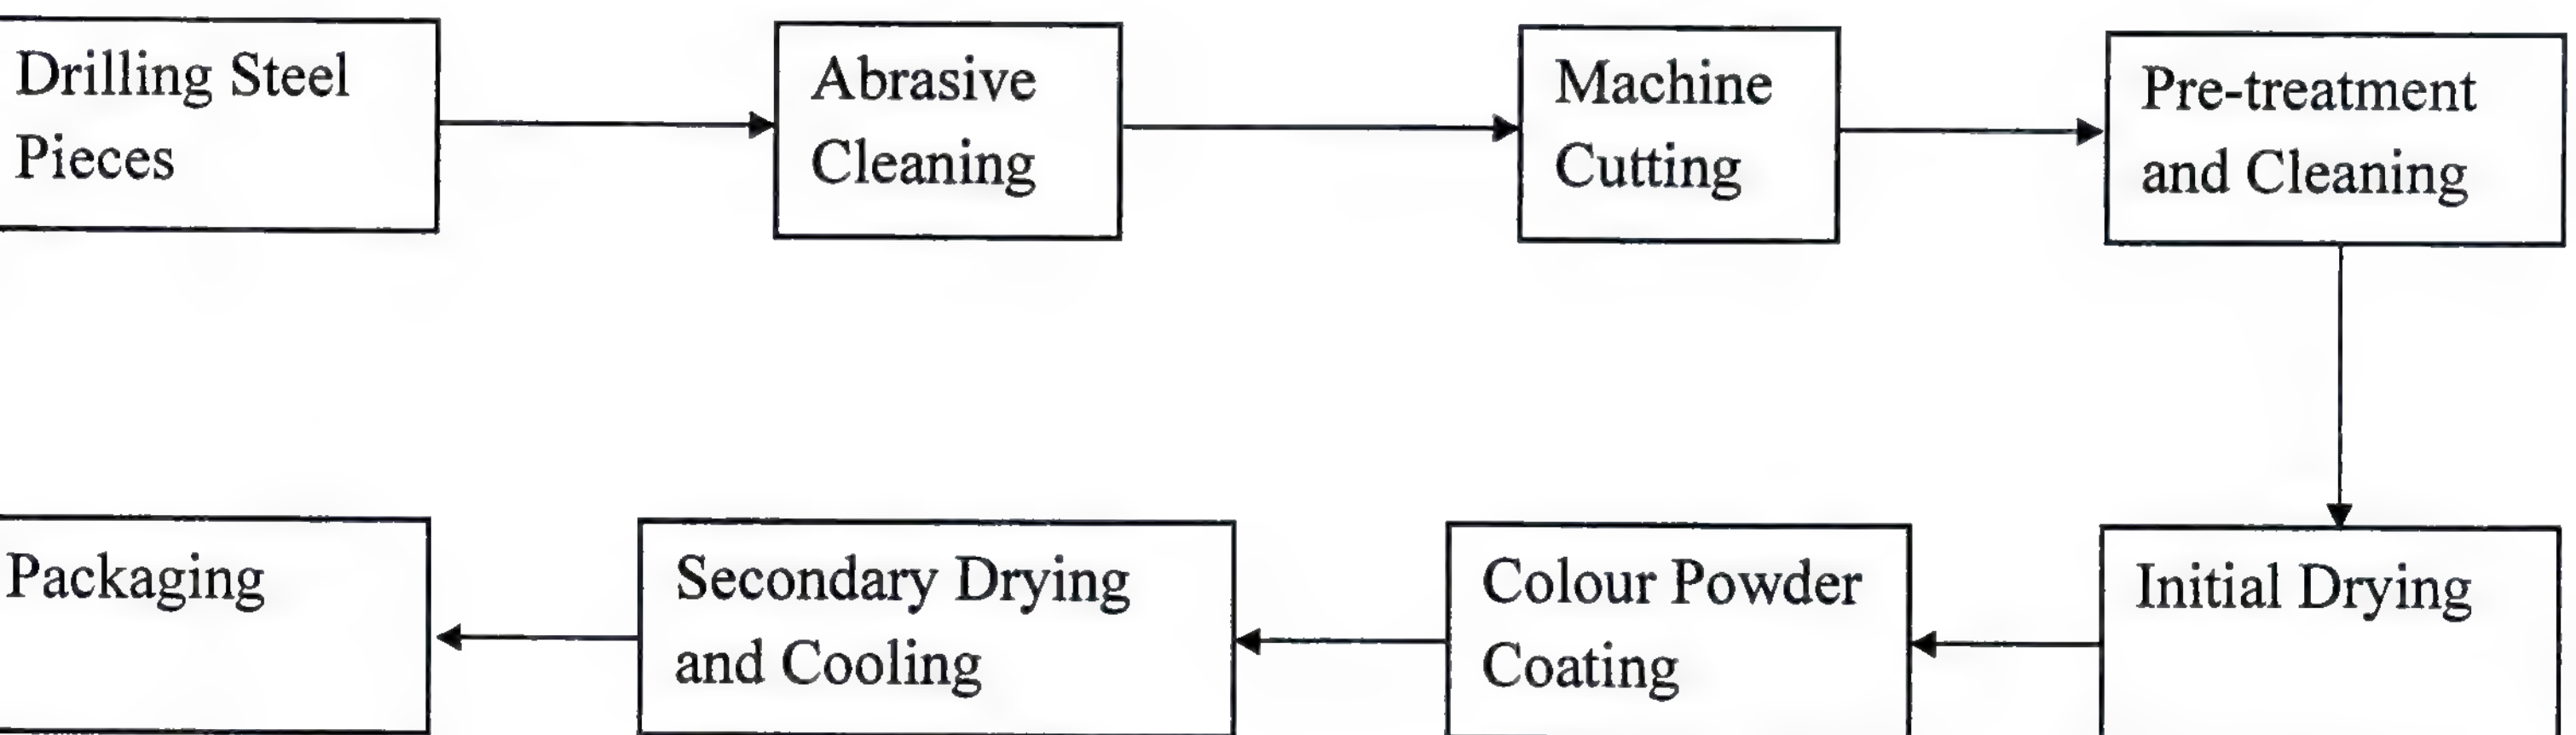 Drilling Steel
Pieces
Abrasive
Cleaning
Machine
Cutting
Pre-treatment
and Cleaning
Initial Drying
Colour Powder
Coating
Secondary Drying
and Cooling
Packaging